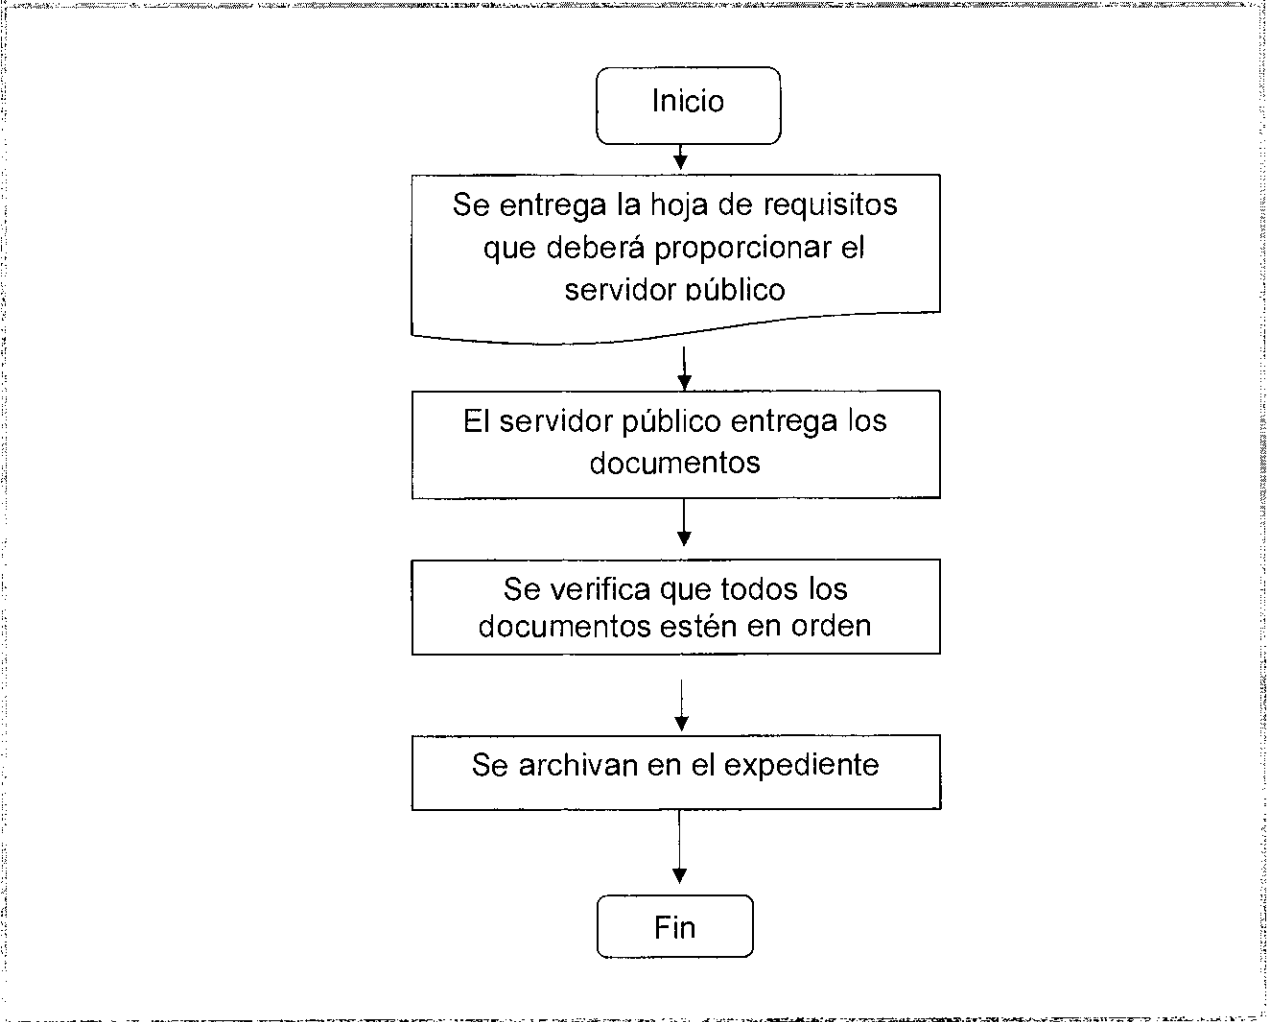 Inicio
Se entrega la hoja de requisitos
que deberá proporcionar el
servidor público
El servidor público entrega los
documentos
Se verifica que todos los
documentos estén en orden
Se archivan en el expediente
Fin